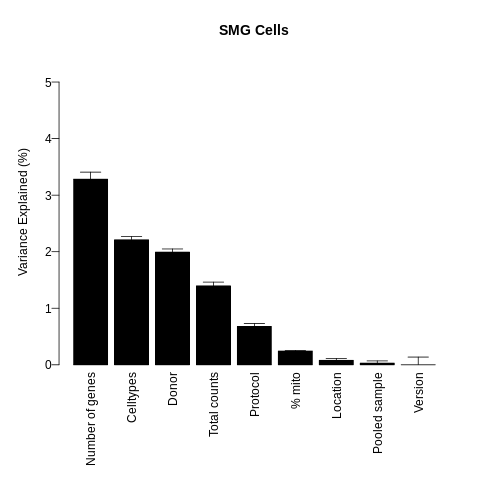 SMG Cells
Variance Explained (%)
5
4
3
2
1
0
Number of genes
Celltypes
Donor
Total counts
Protocol
% mito
Location
Pooled sample
Version